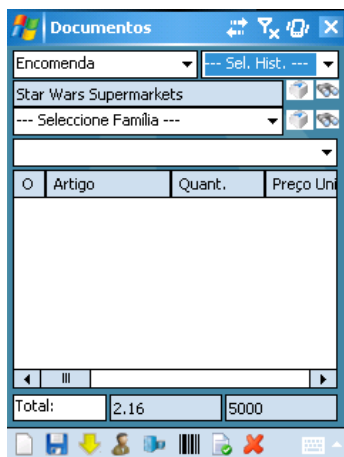 Documentos
Encomenda --- Sel. Hist. ---
Star Wars Supermarkets
--- Seleccione Família ---
O Artigo Quant. Preço Uni
Total: 2.16 5000